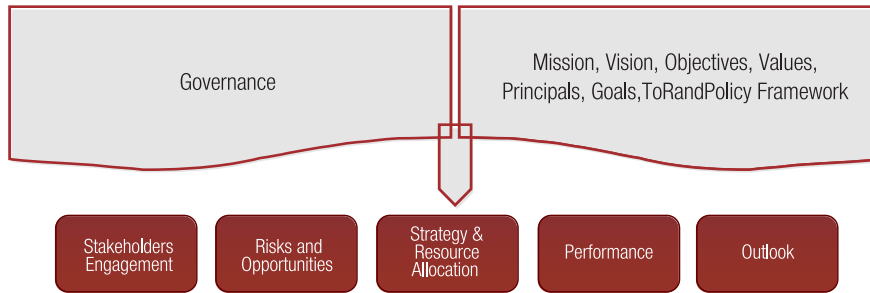 Governance
Mission, Vision, Objectives, Values,
Principals, Goals,ToRandPolicy Framework
Stakeholders
Engagement
Risks and
Opportunities
Strategy &
Resource
Allocation
Performance
Outlook